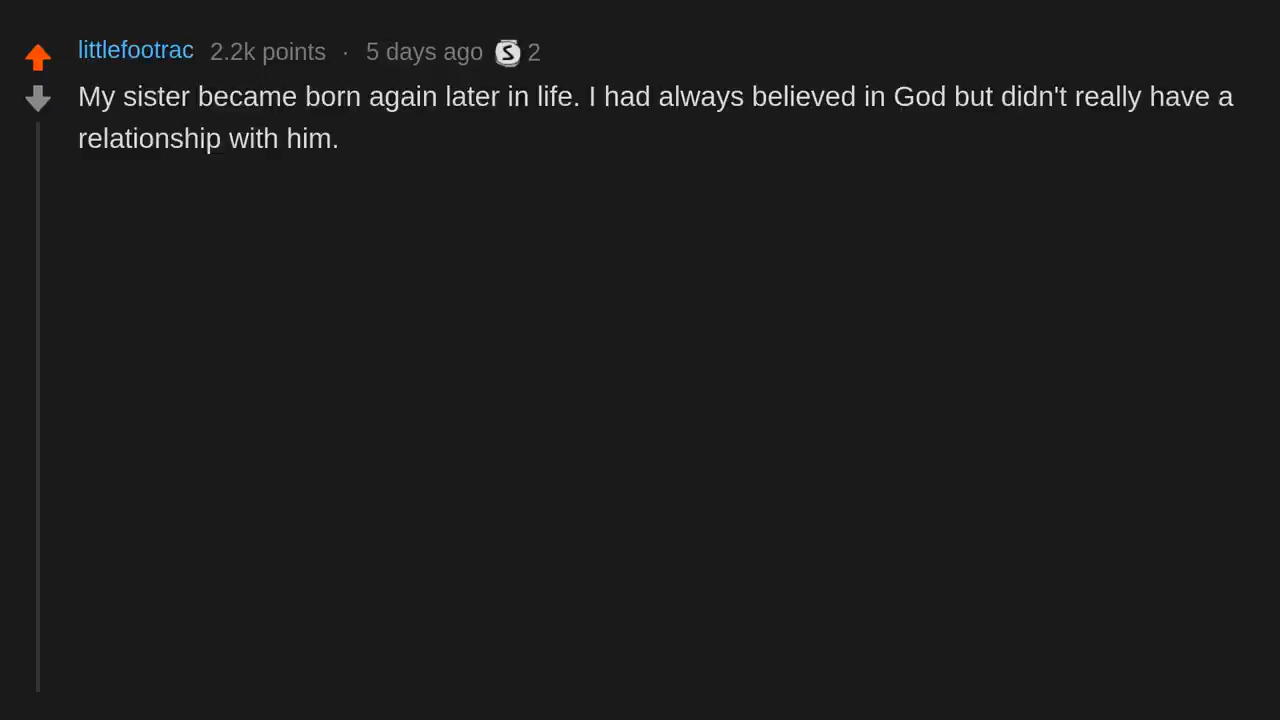 littlefootrac 2.2k points · 5 days ago S 2
My sister became born again later in life. I had always believed in God but didn't really have a
relationship with him.